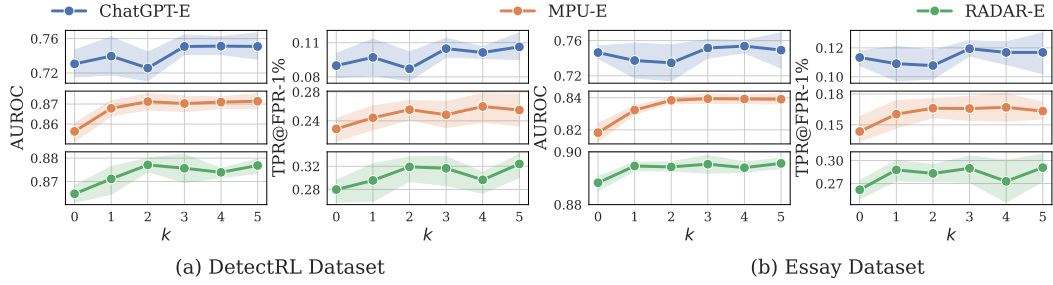 ChatGPT-E
MPU-E
RADAR-E
AUROC
0.76
0.72
0.87
0.86
0.88
0.87
0 1 2 3 4 5
k
TPR@FPR-1%
0.11
0.08
0.28
0.24
0.32
0.28
0 1 2 3 4 5
k
AUROC
0.76
0.72
0.84
0.82
0.90
0.88
0 1 2 3 4 5
k
TPR@FPR-1%
0.12
0.10
0.18
0.15
0.30
0.27
0 1 2 3 4 5
k
(a) DetectRL Dataset
(b) Essay Dataset